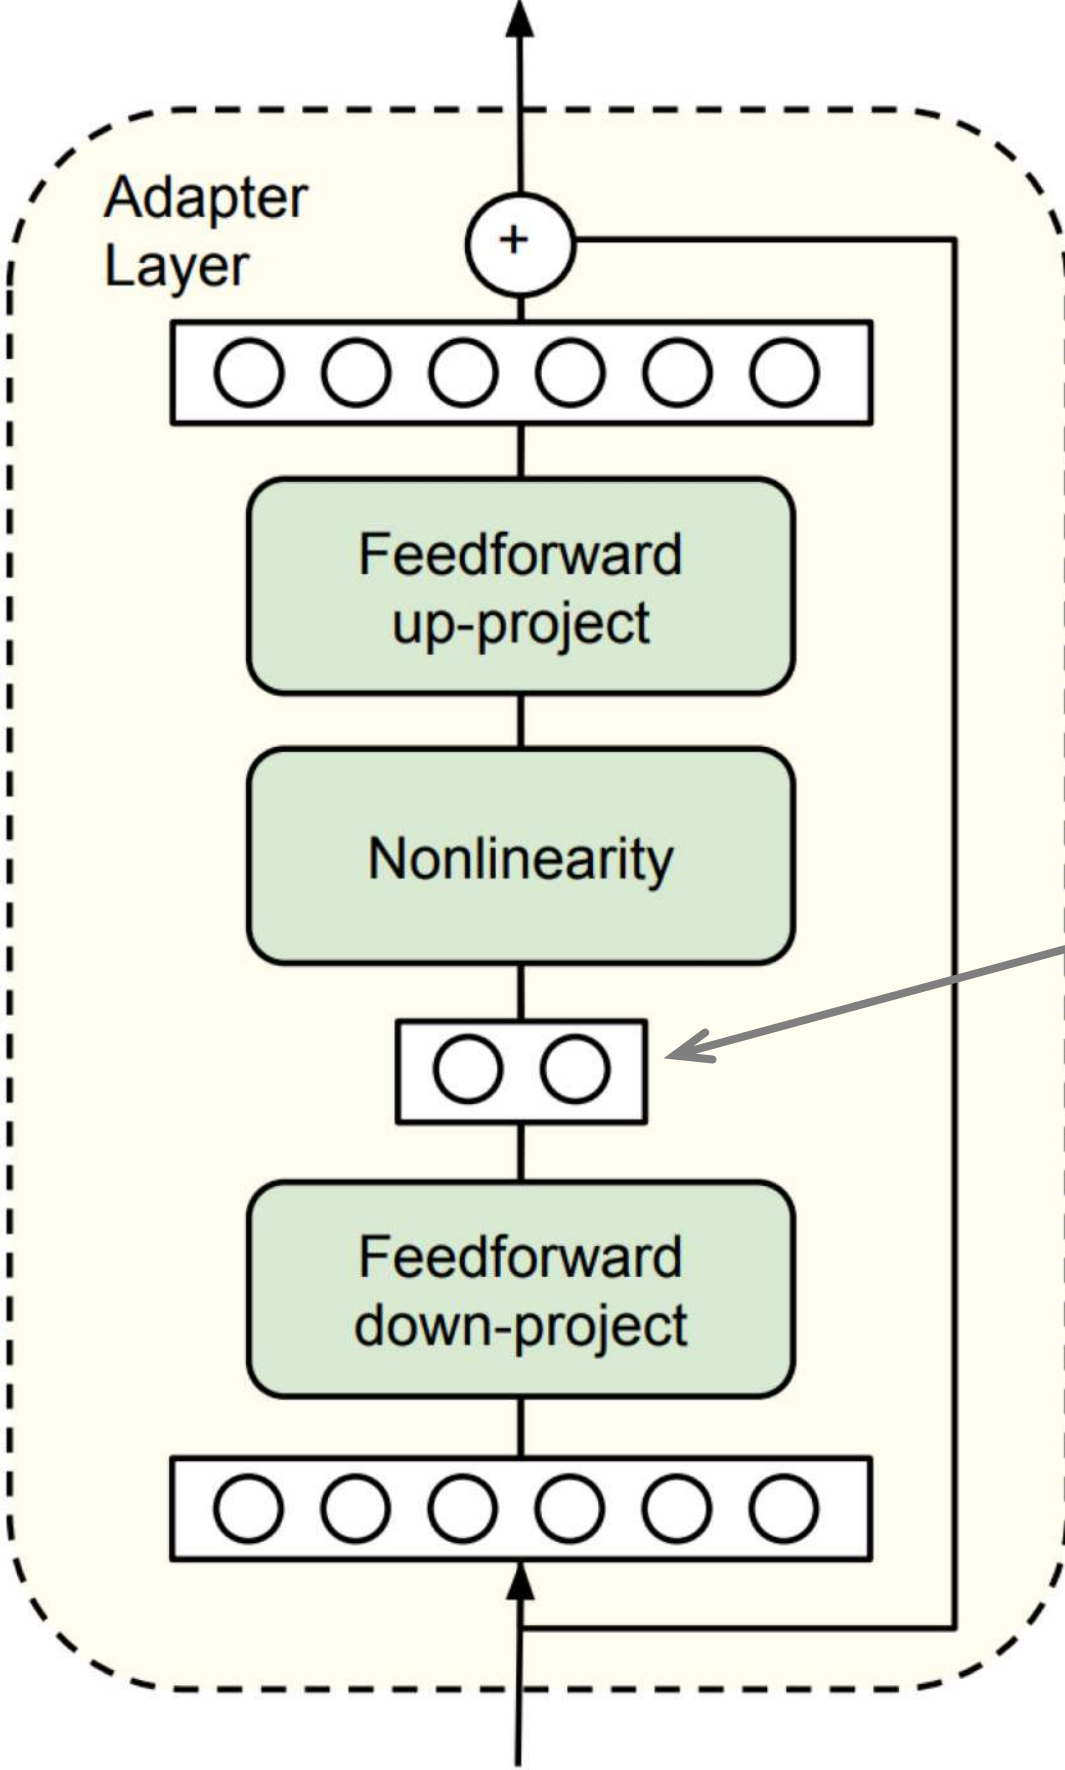 Adapter
Layer
+
Feedforward
up-project
Nonlinearity
Feedforward
down-project